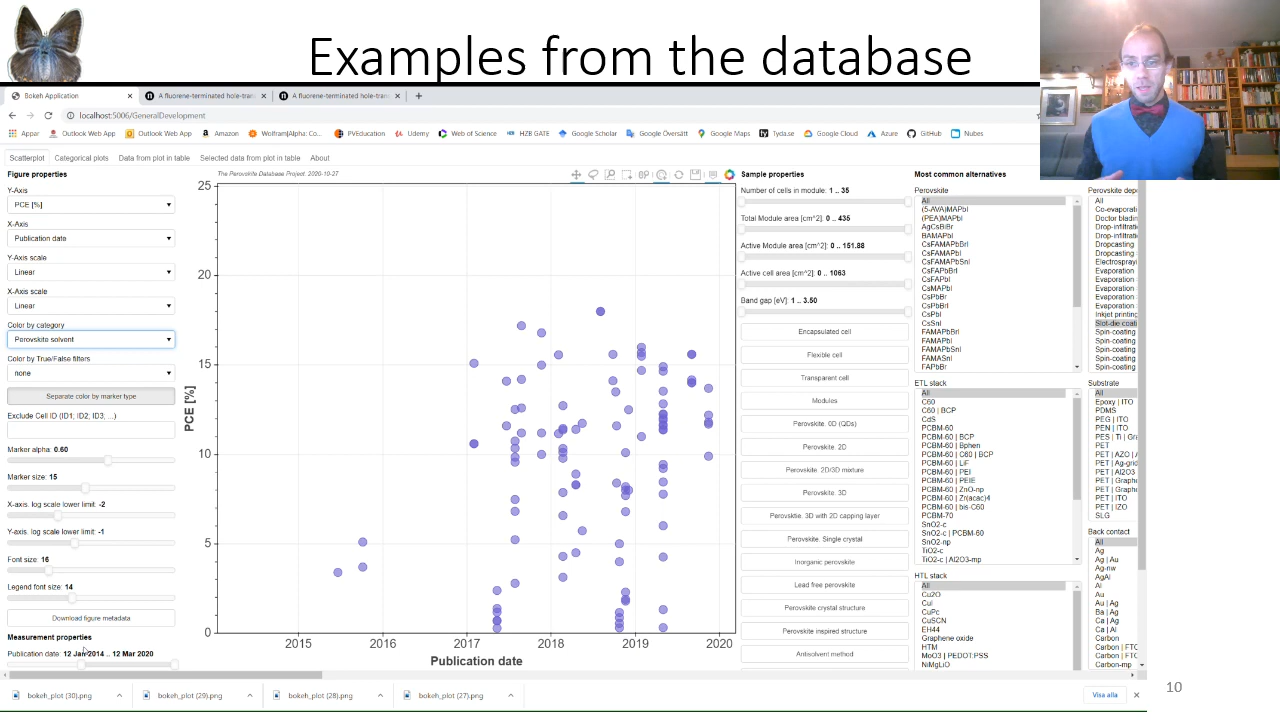 Examples from the database
Bokeh Application
A fluorene-terminated hole-tran
A fluorene-terminated hole-tran
localhost:5006/GeneralDevelopment
Appar
Outlook Web App
Outlook Web App
Amazon
Wolfram|Alpha: Co...
PVEducation
Udemy
Web of Science
HZB GATE
Google Scholar
Google Översätt
Google Maps
Tyda.se
Google Cloud
Azure
GitHub
Nubes
Scatterplot
Categorical plots
Data from plot in table
Selected data from plot in table
About
Figure properties
Y-Axis
PCE [%]
X-Axis
Publication date
Y-Axis scale
Linear
X-Axis scale
Linear
Color by category
Perovskite solvent
Color by True/False filters
none
Separate color by marker type
Exclude Cell ID (ID1, ID2, ID3, ...)
Marker alpha: 0.60
Marker size: 15
X-axis. log scale lower limit: -2
Y-axis. log scale lower limit: -1
Font size: 16
Legend font size: 14
Download figure metadata
Measurement properties
Publication date: 12 Jan 2014 .. 12 Mar 2020
The Perovskite Database Project. 2020-10-27
25
20
15
10
5
0
PCE [%]
2015
2016
2017
2018
2019
2020
Publication date
Sample properties
Number of cells in module: 1 .. 35
Total Module area [cm^2]: 0 .. 435
Active Module area [cm^2]: 0 .. 151.88
Active cell area [cm^2]: 0 .. 1063
Band gap [eV]: 1 .. 3.50
Encapsulated cell
Flexible cell
Transparent cell
Modules
Perovskite. 0D (QDs)
Perovskite. 2D
Perovskite. 2D/3D mixture
Perovskite. 3D
Perovsktie. 3D with 2D capping layer
Perovskite. Single crystal
Inorganic perovskite
Lead free perovskite
Perovskite crystal structure
Perovskite inspired structure
Antisolvent method
Most common alternatives
Perovskite
All
(5-AVA)MAPbI
(PEA)MAPbI
AgCsBiBr
BAMAPbI
CsFAMAPbBrI
CsFAMAPbI
CsFAMAPbSnI
CsFAPbBrI
CsFAPbI
CsMAPbI
CsPbBr
CsPbBrI
CsPbI
CsSnI
FAMAPbBrI
FAMAPbI
FAMAPbSnI
FAMASnI
FAPbBr
ETL stack
All
C60
C60 | BCP
CdS
PCBM-60
PCBM-60 | BCP
PCBM-60 | Bphen
PCBM-60 | C60 | BCP
PCBM-60 | LiF
PCBM-60 | PEI
PCBM-60 | PEIE
PCBM-60 | ZnO-np
PCBM-60 | Zr(acac)4
PCBM-60 | bis-C60
PCBM-70
SnO2-c
SnO2-c | PCBM-60
SnO2-np
TiO2-c
TiO2-c | Al2O3-mp
HTL stack
All
Cu2O
CuI
CuPc
CuSCN
EH44
Graphene oxide
HTM
MoO3 | PEDOT:PSS
NiMgLiO
Perovskite depo
All
Co-evaporati
Doctor bladin
Drop-infiltrati
Dropcasting
Dropcasting >
Electrosprayi
Evaporation
Evaporation >
Evaporation >
Evaporation >
Evaporation >
Evaporation >
Inkjet printing
Slot-die coati
Spin-coating
Spin-coating
Spin-coating
Spin-coating
Spin-coating
Substrate
All
Epoxy | ITO
PDMS
PEG | ITO
PEN | ITO
PES | Ti | Gra
PET
PET | AZO | A
PET | Ag-grid
PET | Al2O3
PET | Graphe
PET | Graphe
PET | ITO
PET | IZO
SLG
Back contact
All
Ag
Ag | Au
Ag-nw
AgAl
Al
Au
Au | Ag
Ba | Ag
Ca | Ag
Ca | Al
Carbon
Carbon | FTO
Carbon | FTO
Carbon-mp
bokeh_plot (30).png
bokeh_plot (29).png
bokeh_plot (28).png
bokeh_plot (27).png
Visa alla
10